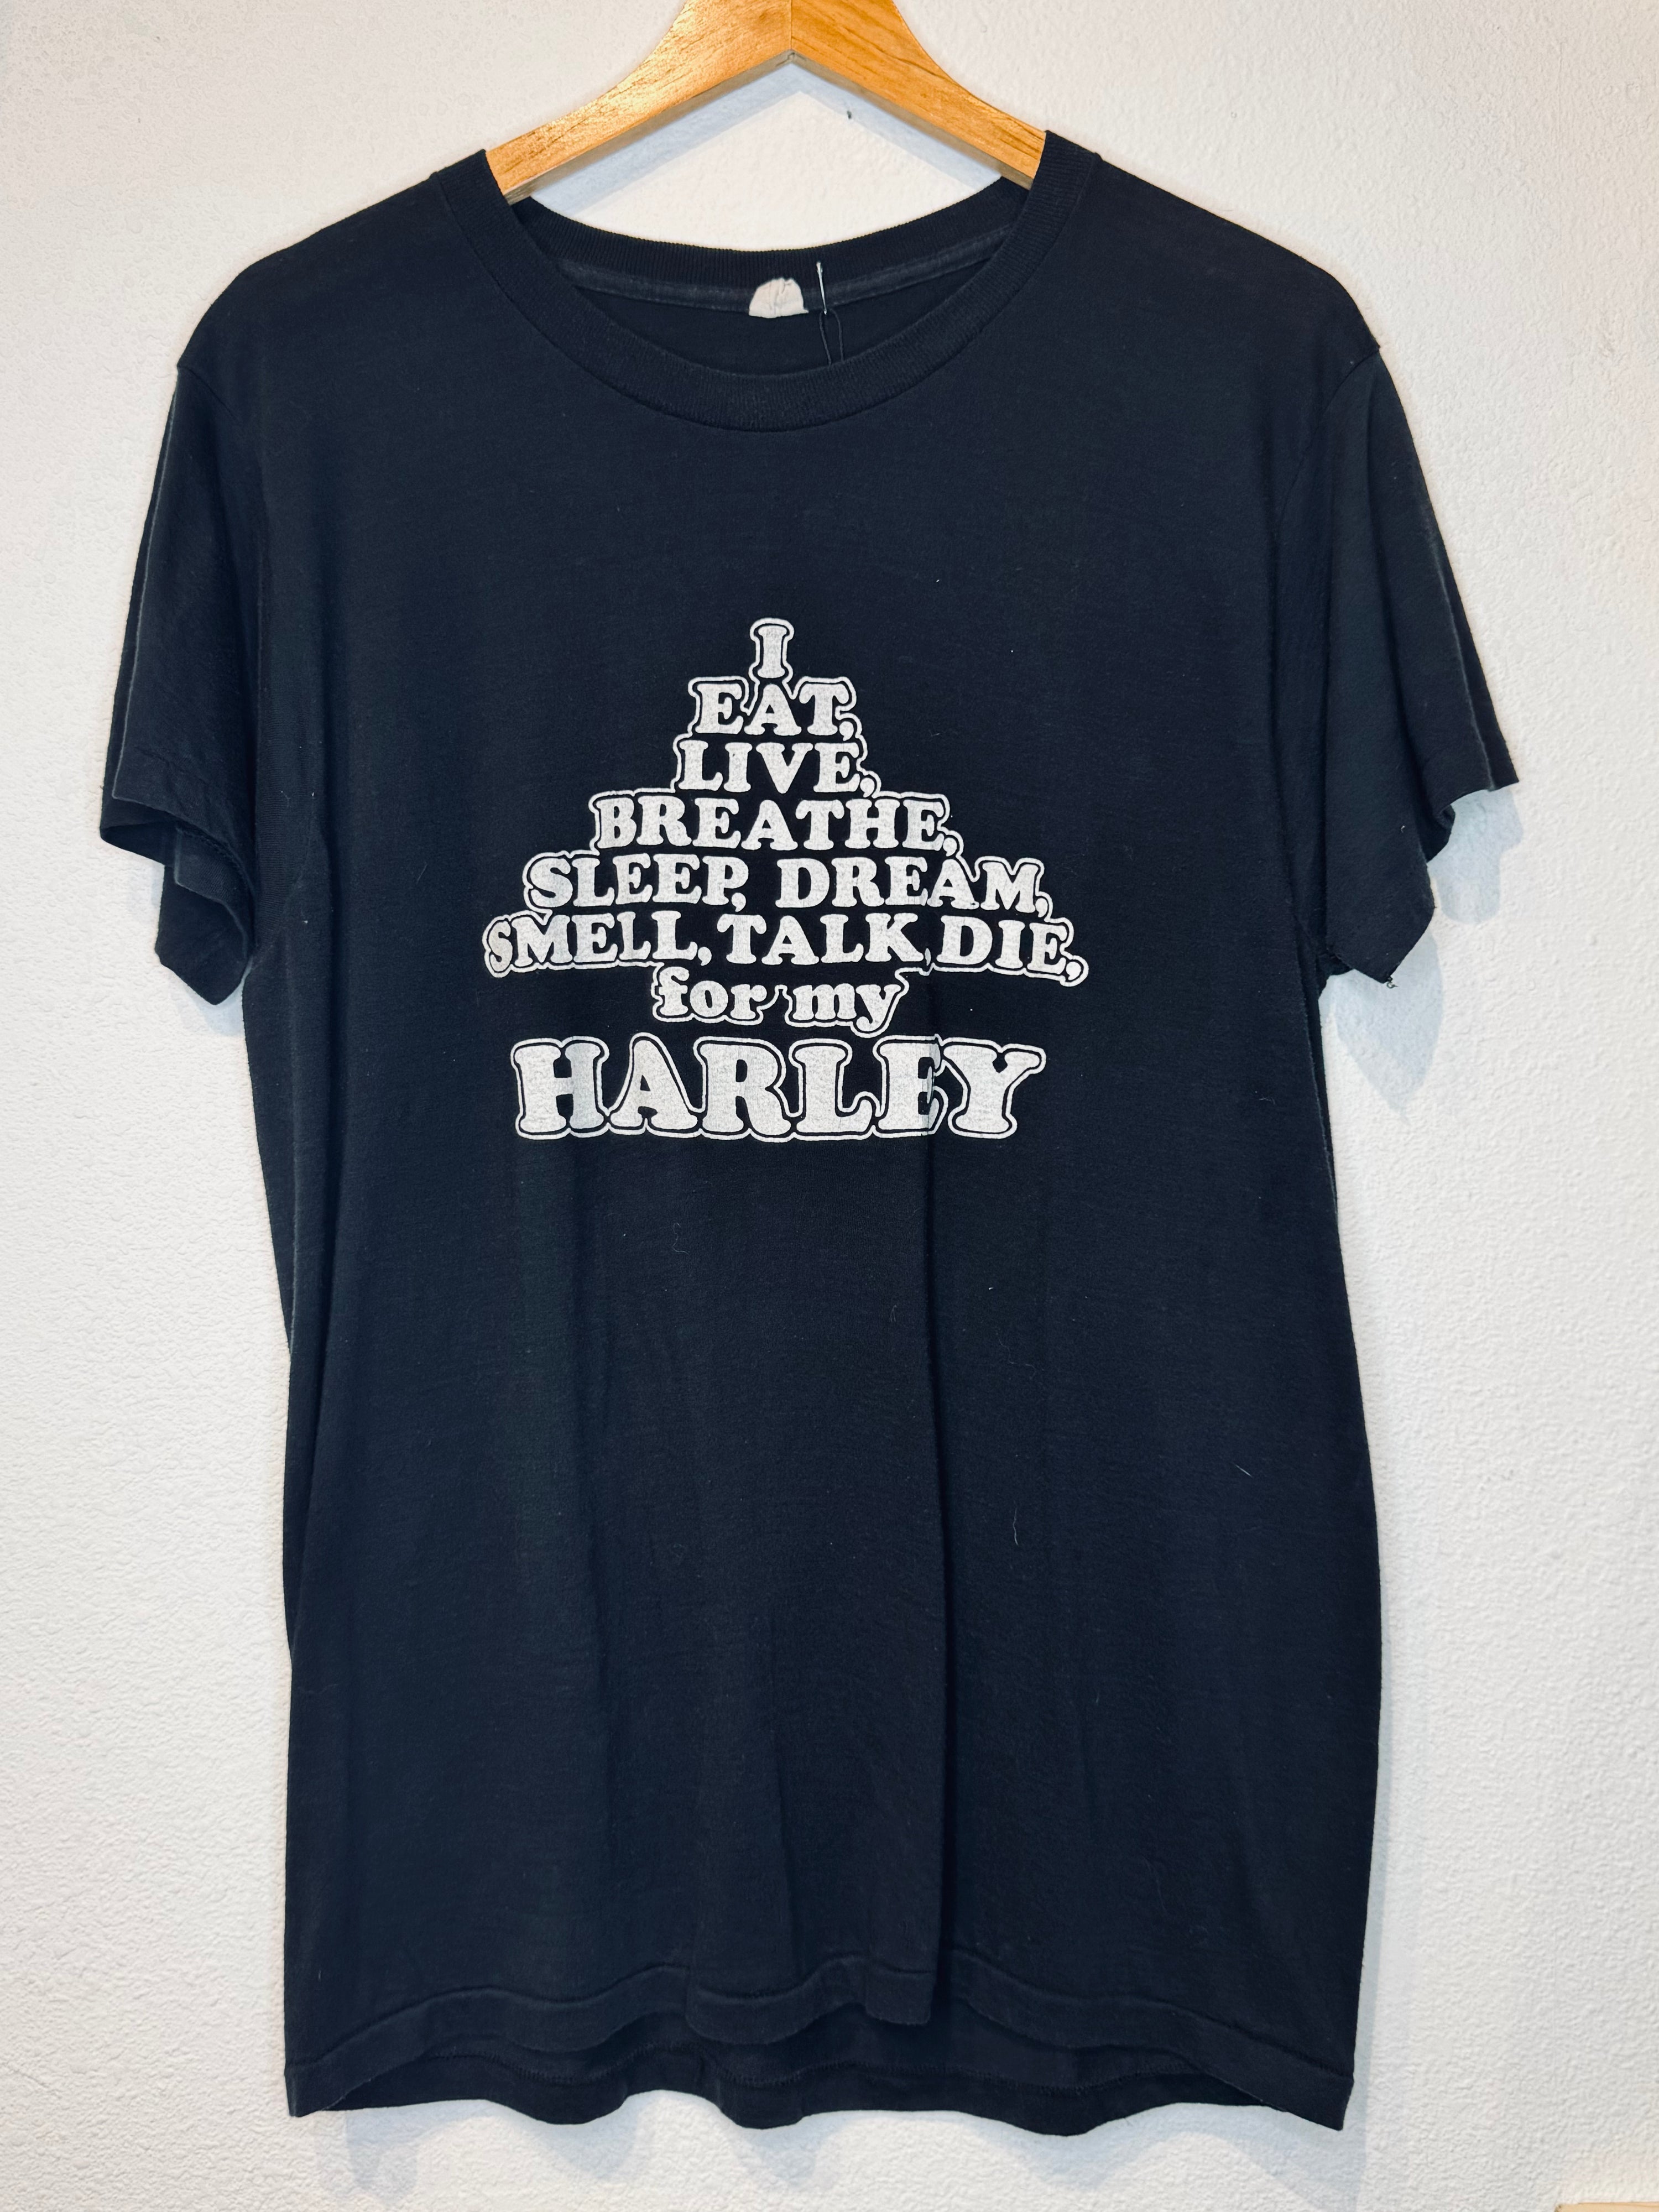 I
EAT,
LIVE,
BREATHE,
SLEEP, DREAM,
SMELL, TALK, DIE,
for my
HARLEY